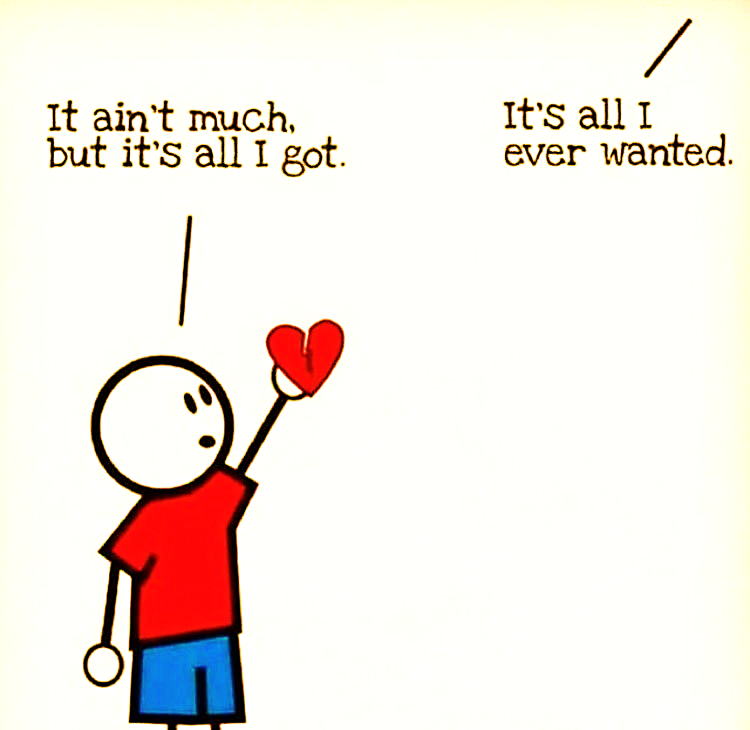 It ain't much,
but it's all I got.
It's all I
ever wanted.